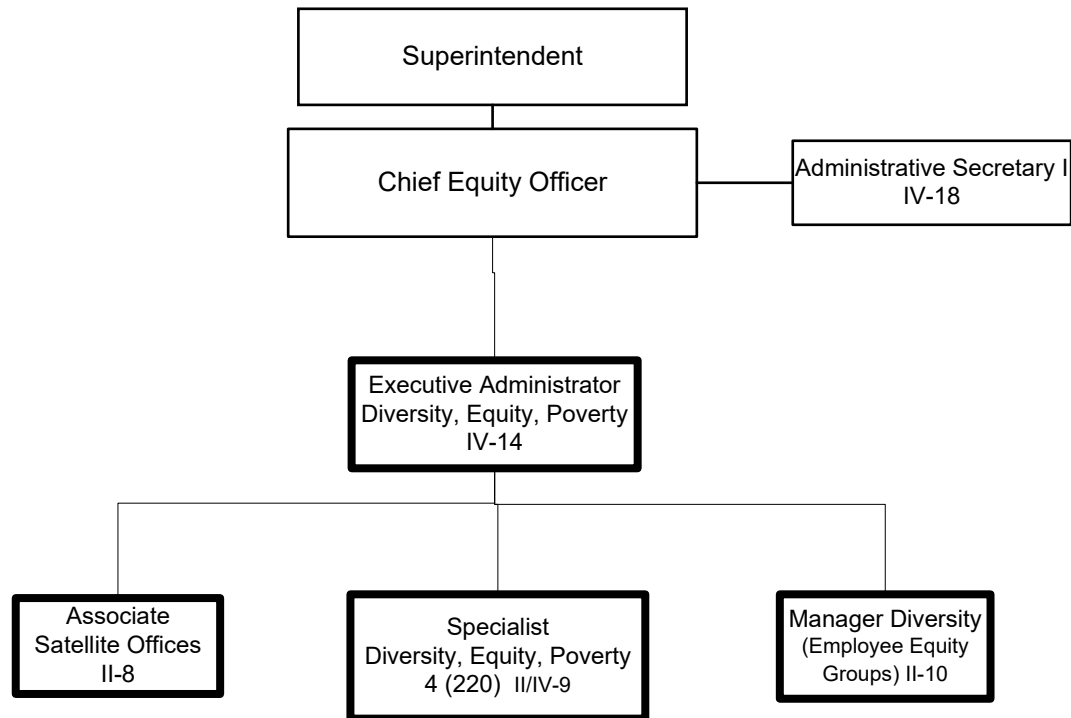 Superintendent
Chief Equity Officer
Administrative Secretary I
IV-18
Executive Administrator
Diversity, Equity, Poverty
IV-14
Associate
Satellite Offices
II-8
Specialist
Diversity, Equity, Poverty
4 (220) II/IV-9
Manager Diversity
(Employee Equity
Groups) II-10